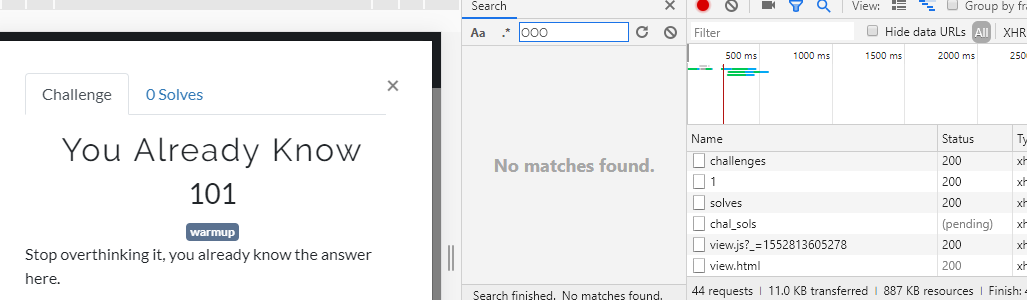 Search
View:
Group by fra
Aa .* OOO
Filter
Hide data URLs
All
XHR
500 ms
1000 ms
1500 ms
2000 ms
2500
Challenge
0 Solves
×
You Already Know
101
warmup
Stop overthinking it, you already know the answer
here.
No matches found.
Search finished. No matches found.
Name Status Ty
challenges 200 xh
1 200 xh
solves 200 xh
chal_sols (pending) xh
view.js?_=1552813605278 200 xh
view.html 200 xh
44 requests | 11.0 KB transferred | 887 KB resources | Finish: 4